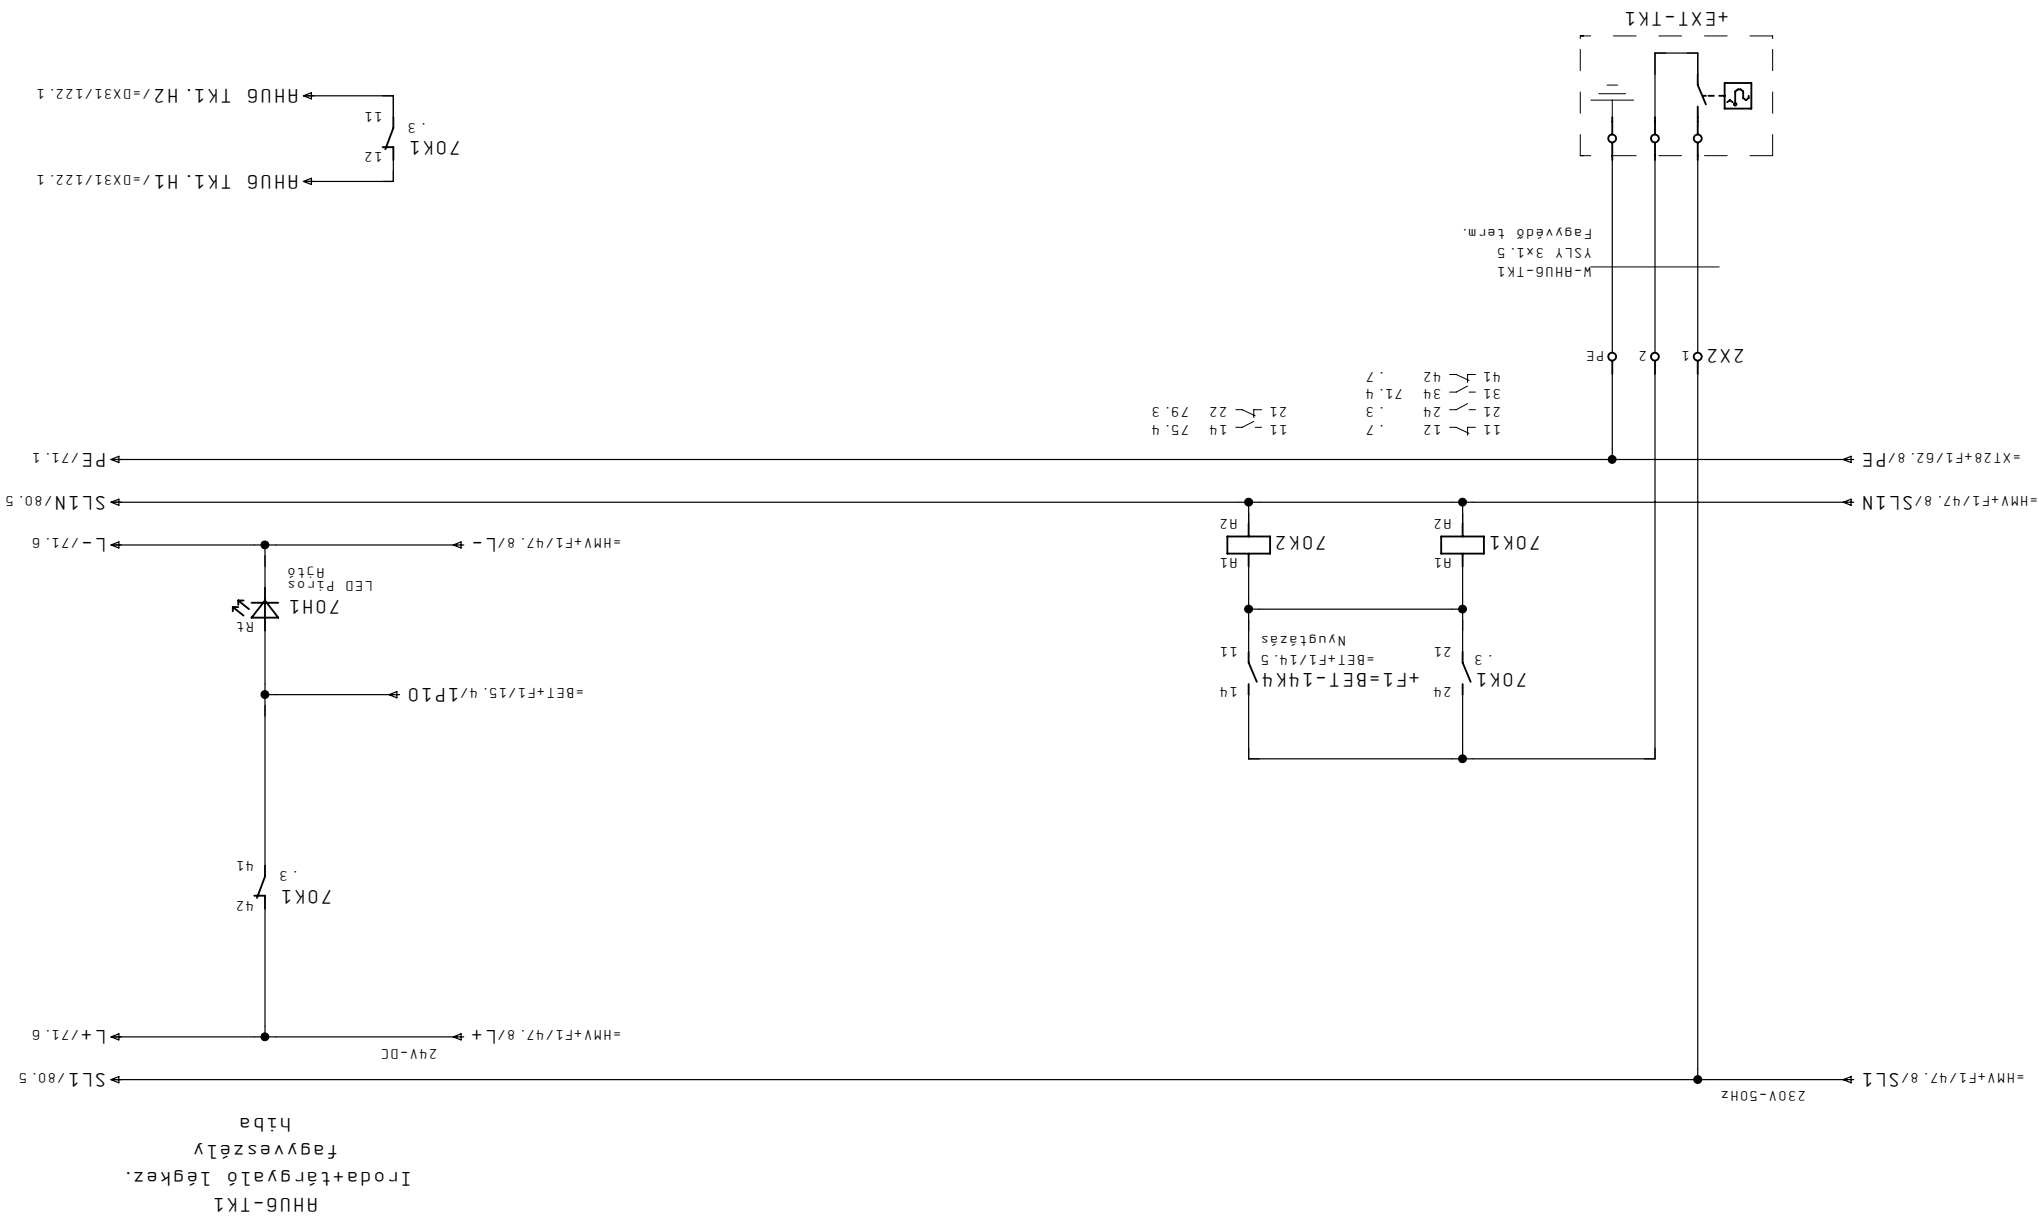 AHU6-TK1
Iroda+tárgyaló légkez.
fagyveszély
hiba
230V-50Hz
=HMV+F1/47.8/SL1
SL1/80.5
24V-DC
=HMV+F1/47.8/L+
L+/71.6
70K1
.3
42
41
=BET+F1/15.4/1P10
70K1
.3
24
21
+F1=BET-14K4
=BET+F1/14.5
Nyugtázás
14
11
70H1
LED Piros
Ajtó
Rt
70K1
A1
A2
70K2
A1
A2
=HMV+F1/47.8/L-
L-/71.6
=HMV+F1/47.8/SL1N
SL1N/80.5
=XT28+F1/62.8/PE
PE/71.1
11 12 .7
21 24 .3
31 34 71.4
41 42 .7
11 14 75.4
21 22 79.3
2X2 1 2 PE
W-AHU6-TK1
YSLY 3x1.5
Fagyvédő term.
AHU6 TK1.H1/=DX31/122.1
70K1
.3
12
11
AHU6 TK1.H2/=DX31/122.1
+EXT-TK1